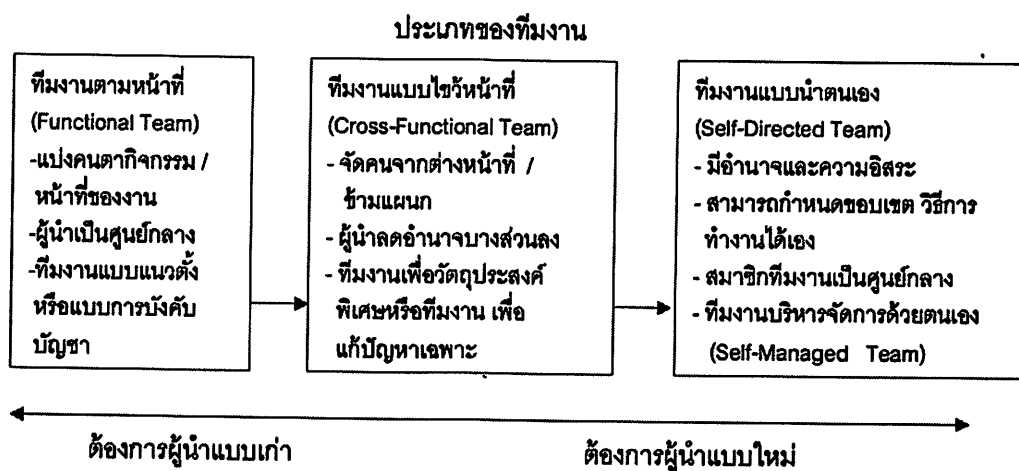 ประเภทของทีมงาน
ทีมงานตามหน้าที่
(Functional Team)
-แบ่งคนตากิจกรรม /
หน้าที่ของงาน
-ผู้นำเป็นศูนย์กลาง
-ทีมงานแบบแนวตั้ง
หรือแบบการบังคับ
บัญชา
ทีมงานแบบไขว้หน้าที่
(Cross-Functional Team)
- จัดคนจากต่างหน้าที่ /
ข้ามแผนก
- ผู้นำลดอำนาจบางส่วนลง
- ทีมงานเพื่อวัตถุประสงค์
พิเศษหรือทีมงาน เพื่อ
แก้ปัญหาเฉพาะ
ทีมงานแบบนำตนเอง
(Self-Directed Team)
- มีอำนาจและความอิสระ
- สามารถกำหนดขอบเขต วิธีการ
ทำงานได้เอง
- สมาชิกทีมงานเป็นศูนย์กลาง
- ทีมงานบริหารจัดการด้วยตนเอง
(Self-Managed Team)
ต้องการผู้นำแบบเก่า
ต้องการผู้นำแบบใหม่